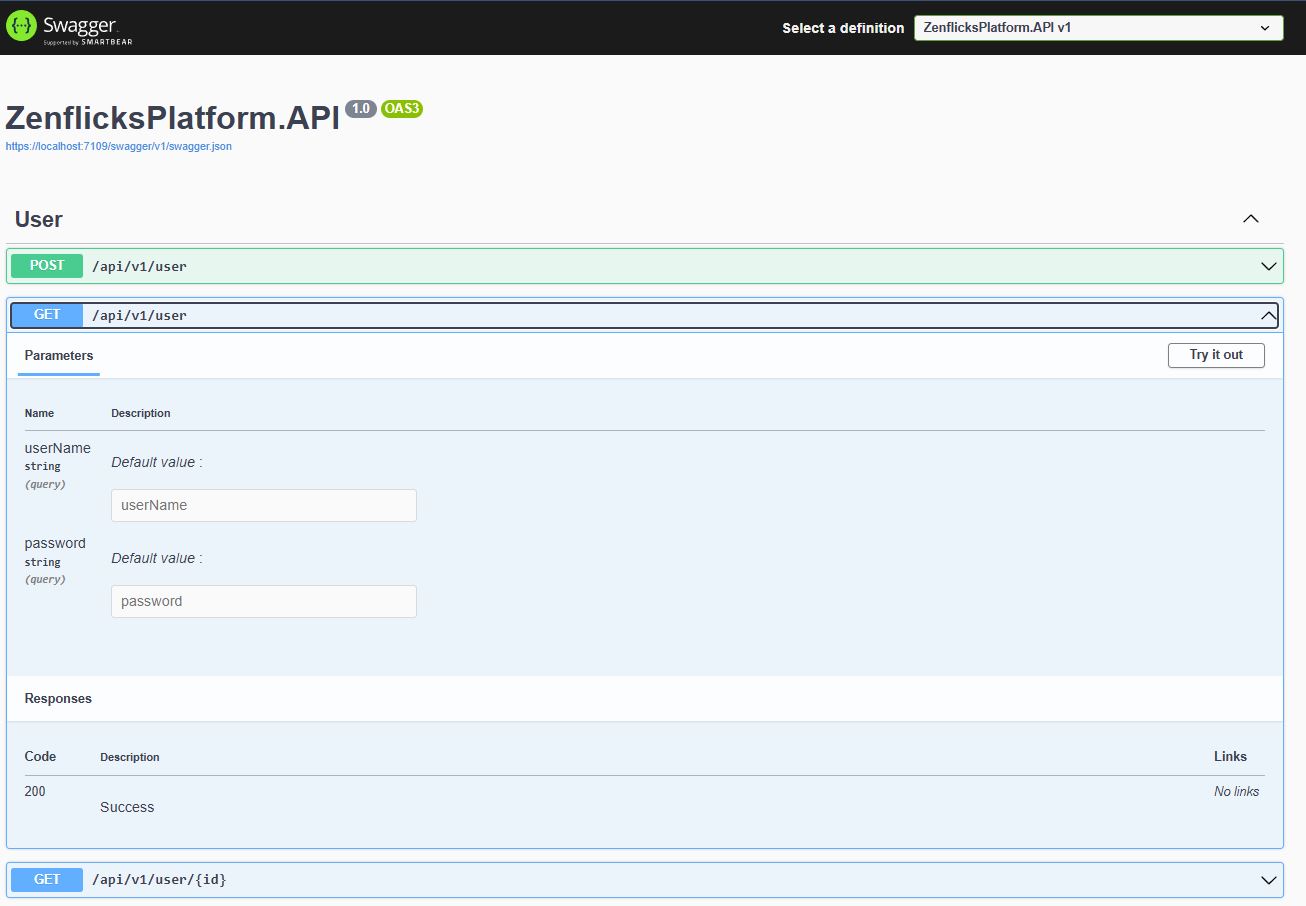 {···} Swagger.
Supported by SMARTBEAR
Select a definition ZenflicksPlatform.API v1
ZenflicksPlatform.API 1.0 OAS3
https://localhost:7109/swagger/v1/swagger.json
User
POST /api/v1/user
GET /api/v1/user
Parameters Try it out
Name Description
userName
string
(query)
Default value :
userName
password
string
(query)
Default value :
password
Responses
Code Description Links
200 Success No links
GET /api/v1/user/{id}